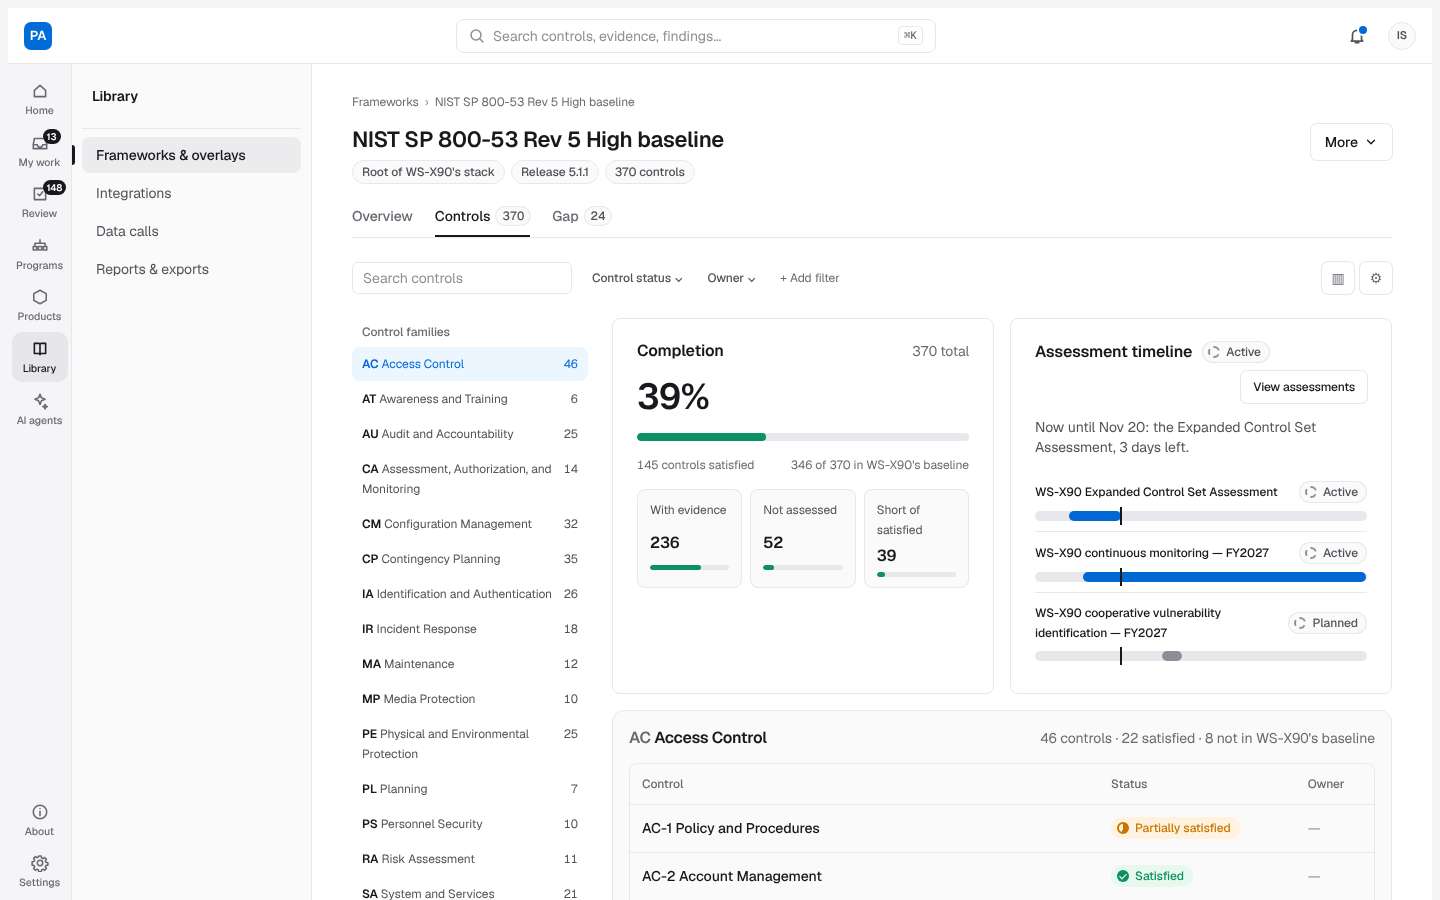 PA
Search controls, evidence, findings...
⌘K
IS
Home
13
My work
148
Review
Programs
Products
Library
AI agents
About
Settings
Library
Frameworks & overlays
Integrations
Data calls
Reports & exports
Frameworks › NIST SP 800-53 Rev 5 High baseline
NIST SP 800-53 Rev 5 High baseline
More
Root of WS-X90's stack
Release 5.1.1
370 controls
Overview
Controls 370
Gap 24
Search controls
Control status
Owner
+ Add filter
Control families
AC Access Control 46
AT Awareness and Training 6
AU Audit and Accountability 25
CA Assessment, Authorization, and 14
Monitoring
CM Configuration Management 32
CP Contingency Planning 35
IA Identification and Authentication 26
IR Incident Response 18
MA Maintenance 12
MP Media Protection 10
PE Physical and Environmental 25
Protection
PL Planning 7
PS Personnel Security 10
RA Risk Assessment 11
SA System and Services 21
Completion
370 total
39%
145 controls satisfied
346 of 370 in WS-X90's baseline
With evidence
236
Not assessed
52
Short of
satisfied
39
Assessment timeline
Active
View assessments
Now until Nov 20: the Expanded Control Set
Assessment, 3 days left.
WS-X90 Expanded Control Set Assessment
Active
WS-X90 continuous monitoring — FY2027
Active
WS-X90 cooperative vulnerability
identification — FY2027
Planned
AC Access Control
46 controls · 22 satisfied · 8 not in WS-X90's baseline
Control Status Owner
AC-1 Policy and Procedures Partially satisfied —
AC-2 Account Management Satisfied —